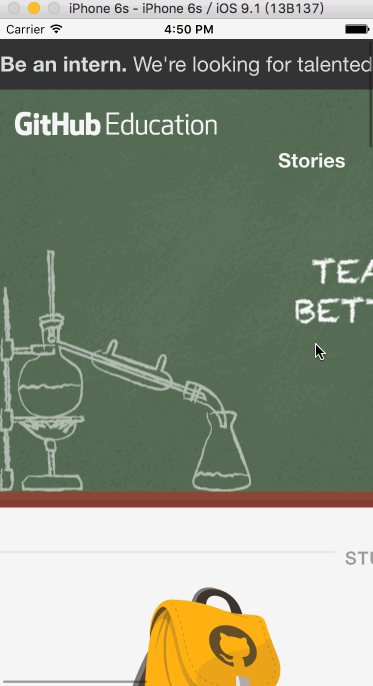 iPhone 6s - iPhone 6s / iOS 9.1 (13B137)
Carrier 4:50 PM
Be an intern. We're looking for talented
GitHub Education
Stories
TEA
BETT
STU